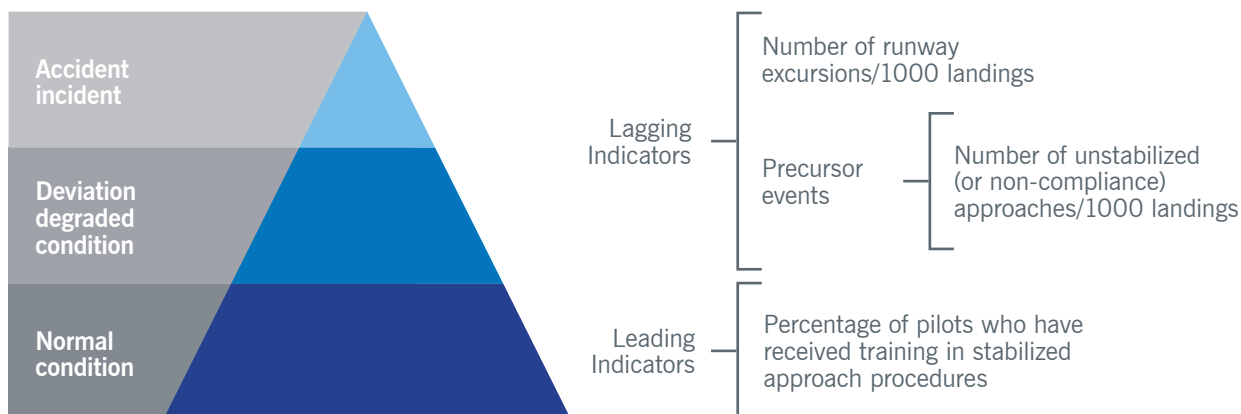 Accident
incident
Deviation
degraded
condition
Normal
condition
Lagging
Indicators
Number of runway
excursions/1000 landings
Precursor
events
Number of unstabilized
(or non-compliance)
approaches/1000 landings
Leading
Indicators
Percentage of pilots who have
received training in stabilized
approach procedures